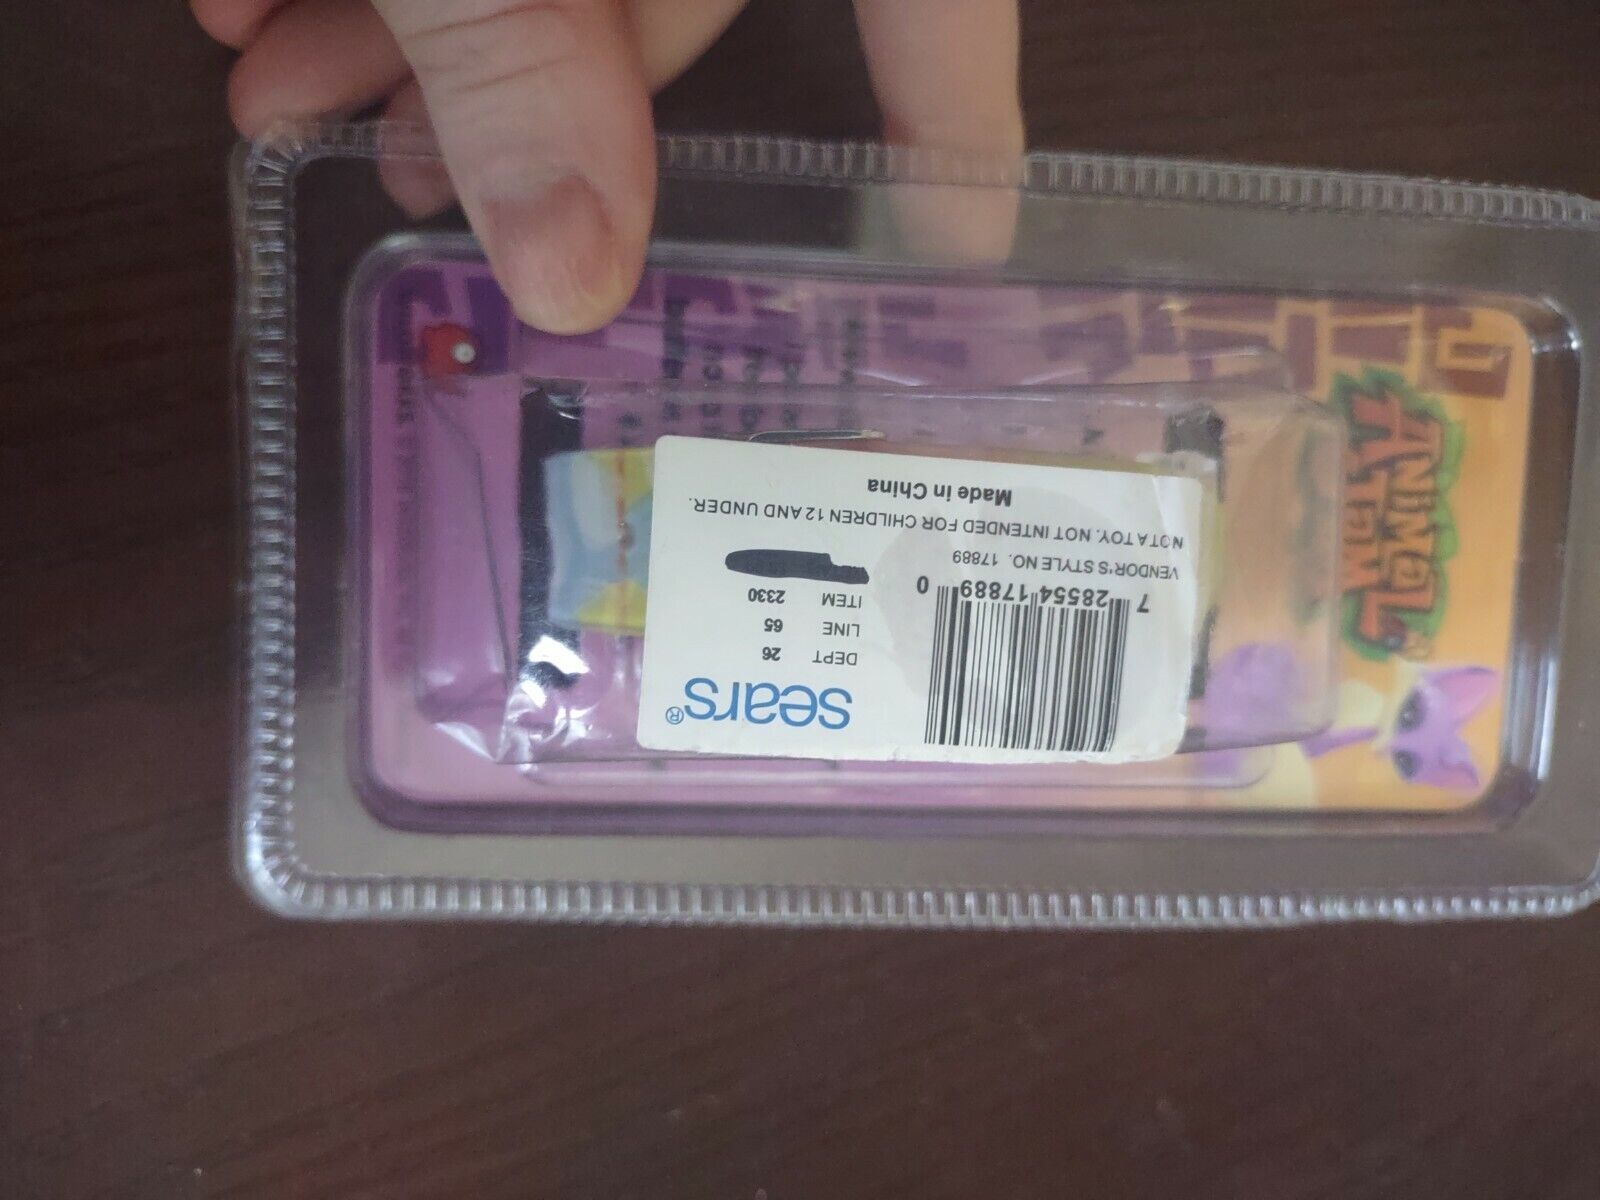 sears®
DEPT 26
LINE 65
ITEM 2330
7 28554 17889 0
VENDOR'S STYLE NO. 17889
NOT A TOY. NOT INTENDED FOR CHILDREN 12 AND UNDER.
Made in China
ANiMaL
JaM